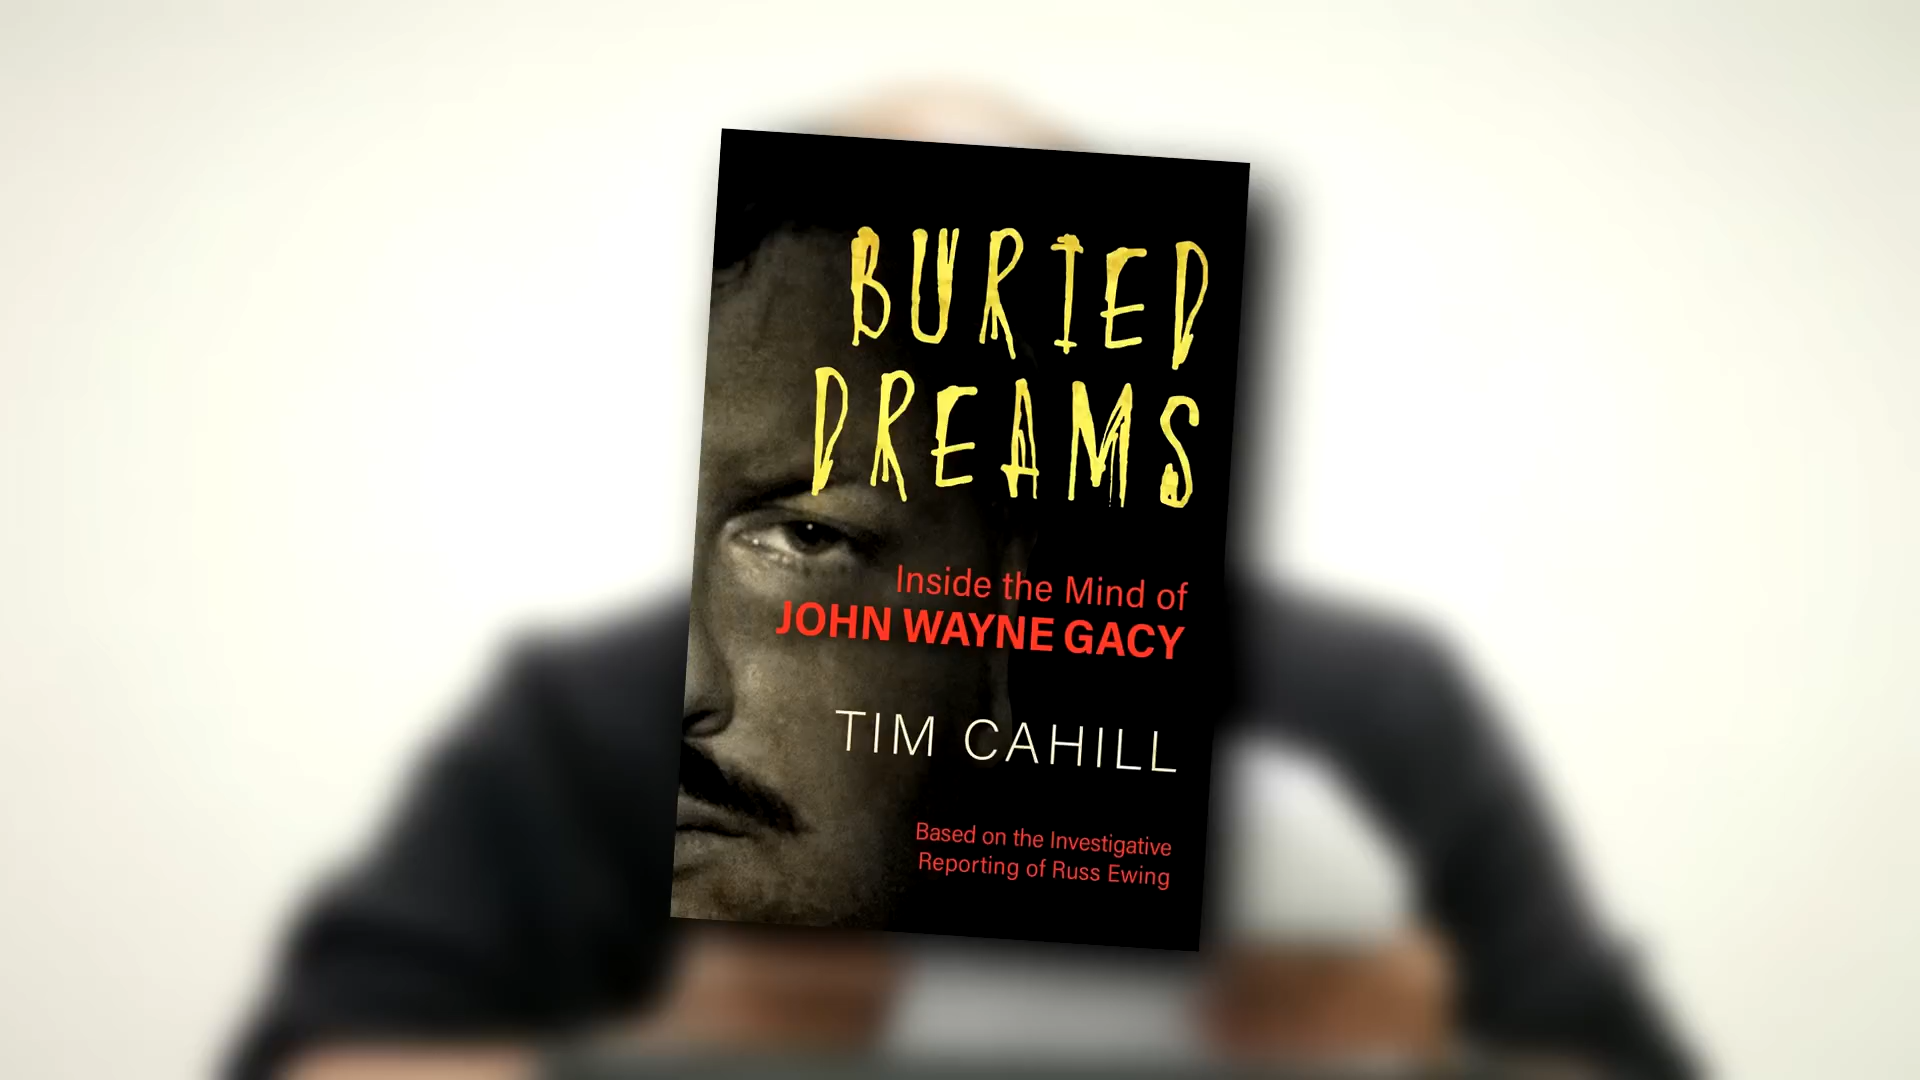 BURIED
DREAMS
Inside the Mind of
JOHN WAYNE GACY
TIM CAHILL
Based on the Investigative
Reporting of Russ Ewing